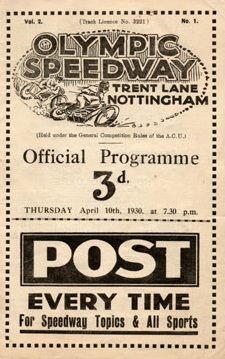 Vol. 2. (Track Licence No. 2221) No. 1.
OLYMPIC
SPEEDWAY
TRENT LANE
NOTTINGHAM
(Held under the General Competition Rules of the A.C.U.)
Official Programme
3d.
THURSDAY April 10th, 1930, at 7.30 p.m.
POST
EVERY TIME
For Speedway Topics & All Sports